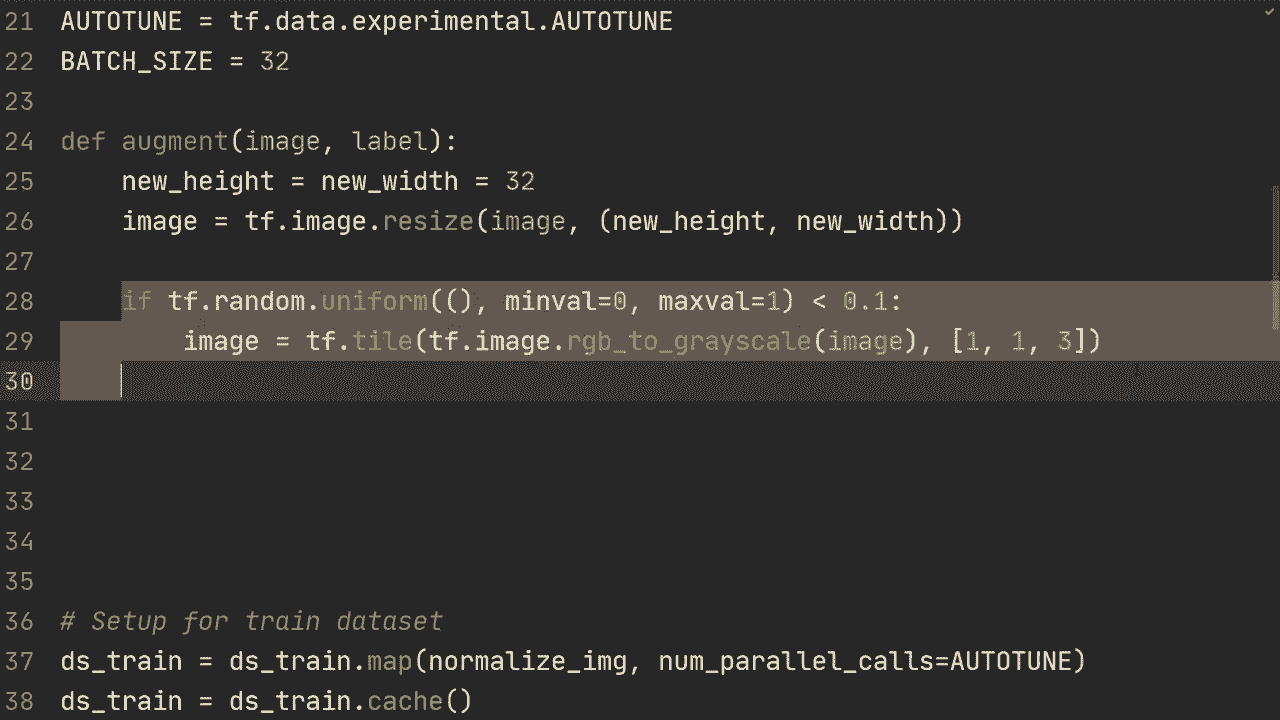 21 AUTOTUNE = tf.data.experimental.AUTOTUNE
22 BATCH_SIZE = 32
23
24 def augment(image, label):
25     new_height = new_width = 32
26     image = tf.image.resize(image, (new_height, new_width))
27
28     if tf.random.uniform((), minval=0, maxval=1) < 0.1:
29         image = tf.tile(tf.image.rgb_to_grayscale(image), [1, 1, 3])
30
31
32
33
34
35
36 # Setup for train dataset
37 ds_train = ds_train.map(normalize_img, num_parallel_calls=AUTOTUNE)
38 ds_train = ds_train.cache()